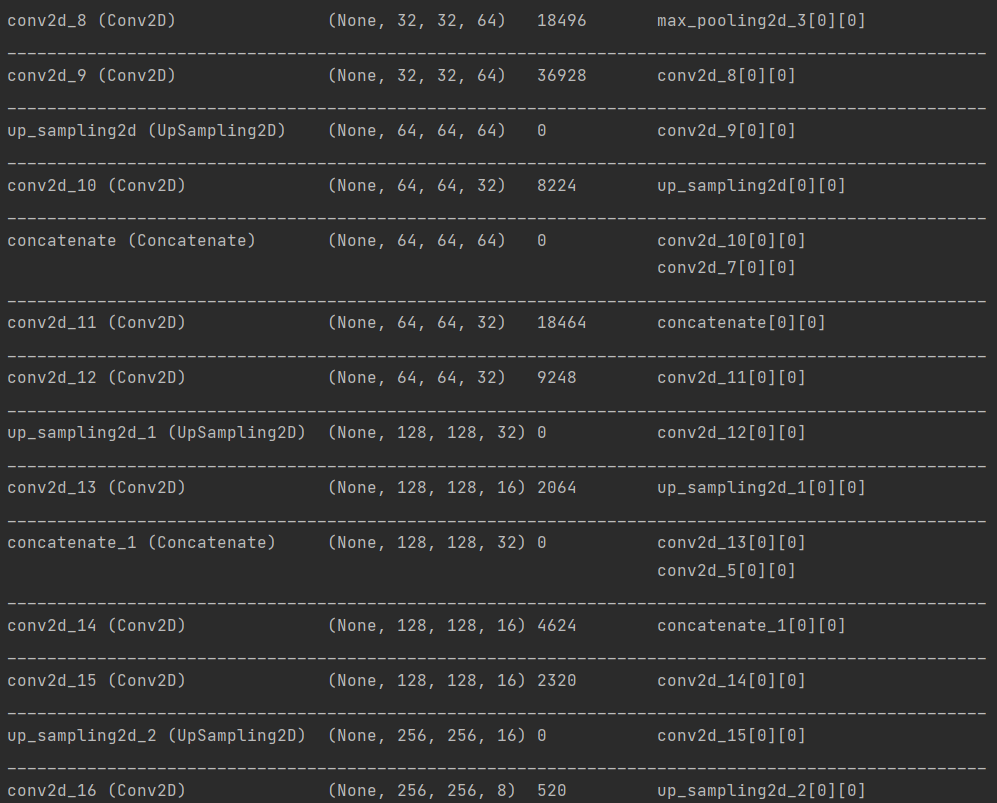 conv2d_8 (Conv2D) (None, 32, 32, 64) 18496 max_pooling2d_3[0][0]
conv2d_9 (Conv2D) (None, 32, 32, 64) 36928 conv2d_8[0][0]
up_sampling2d (UpSampling2D) (None, 64, 64, 64) 0 conv2d_9[0][0]
conv2d_10 (Conv2D) (None, 64, 64, 32) 8224 up_sampling2d[0][0]
concatenate (Concatenate) (None, 64, 64, 64) 0 conv2d_10[0][0]
conv2d_7[0][0]
conv2d_11 (Conv2D) (None, 64, 64, 32) 18464 concatenate[0][0]
conv2d_12 (Conv2D) (None, 64, 64, 32) 9248 conv2d_11[0][0]
up_sampling2d_1 (UpSampling2D) (None, 128, 128, 32) 0 conv2d_12[0][0]
conv2d_13 (Conv2D) (None, 128, 128, 16) 2064 up_sampling2d_1[0][0]
concatenate_1 (Concatenate) (None, 128, 128, 32) 0 conv2d_13[0][0]
conv2d_5[0][0]
conv2d_14 (Conv2D) (None, 128, 128, 16) 4624 concatenate_1[0][0]
conv2d_15 (Conv2D) (None, 128, 128, 16) 2320 conv2d_14[0][0]
up_sampling2d_2 (UpSampling2D) (None, 256, 256, 16) 0 conv2d_15[0][0]
conv2d_16 (Conv2D) (None, 256, 256, 8) 520 up_sampling2d_2[0][0]